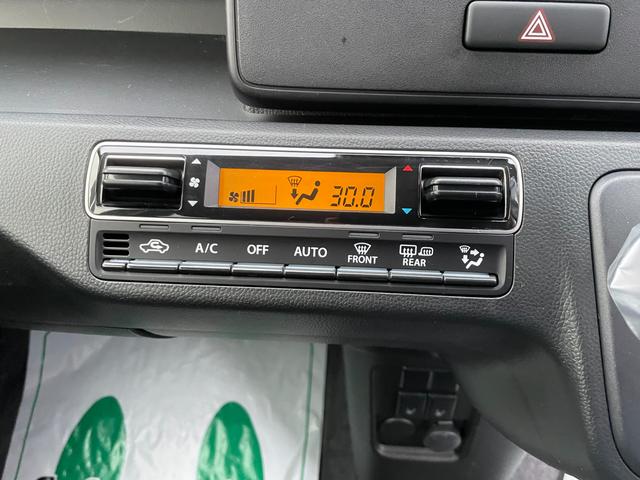 30.0
A/C OFF AUTO FRONT REAR